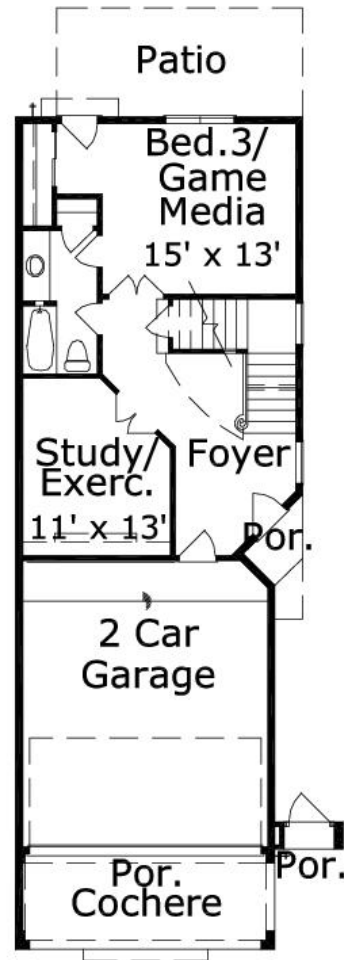 Patio
Bed.3/
Game
Media
15' x 13'
Study/
Exerc.
11' x 13'
Foyer
Por.
2 Car
Garage
Por.
Cochere
Por.